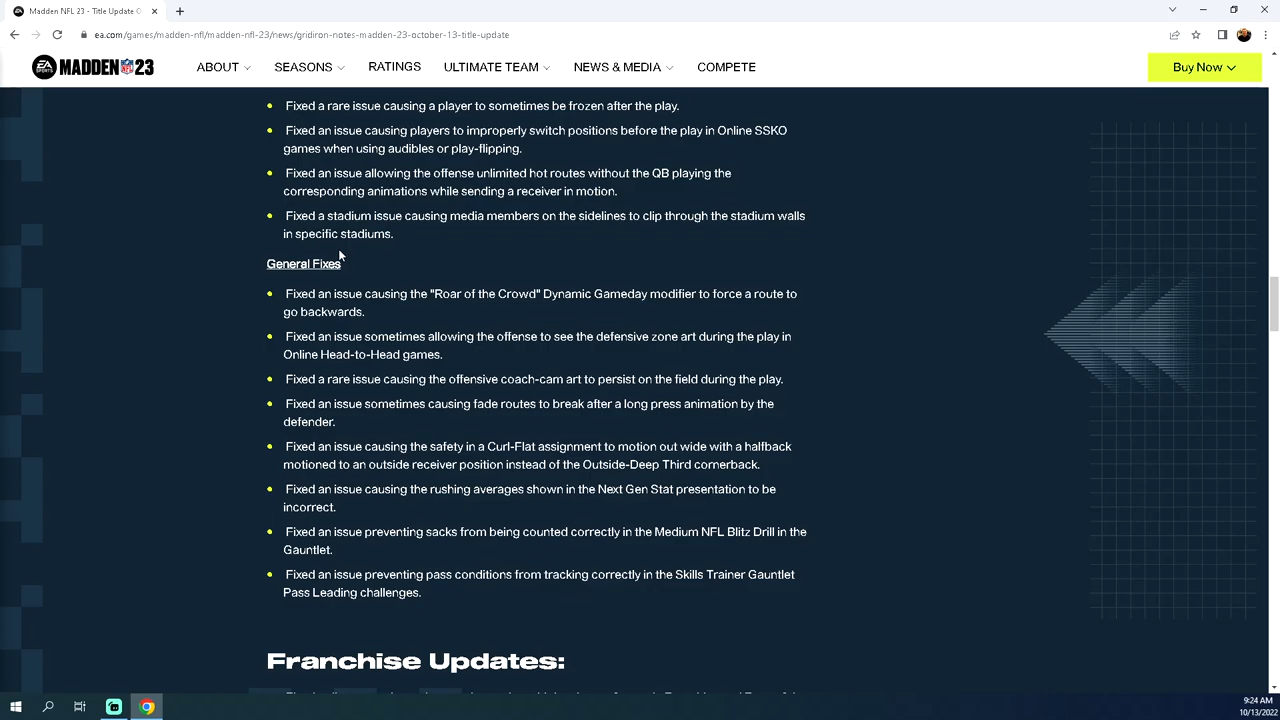 Madden NFL 23 - Title Update O
ea.com/games/madden-nfl/madden-nfl-23/news/gridiron-notes-madden-23-october-13-title-update
EA SPORTS MADDEN NFL 23
ABOUT
SEASONS
RATINGS
ULTIMATE TEAM
NEWS & MEDIA
COMPETE
Buy Now
Fixed a rare issue causing a player to sometimes be frozen after the play.
Fixed an issue causing players to improperly switch positions before the play in Online SSKO
games when using audibles or play-flipping.
Fixed an issue allowing the offense unlimited hot routes without the QB playing the
corresponding animations while sending a receiver in motion.
Fixed a stadium issue causing media members on the sidelines to clip through the stadium walls
in specific stadiums.
General Fixes
Fixed an issue causing the "Roar of the Crowd" Dynamic Gameday modifier to force a route to
go backwards.
Fixed an issue sometimes allowing the offense to see the defensive zone art during the play in
Online Head-to-Head games.
Fixed a rare issue causing the offensive coach-cam art to persist on the field during the play.
Fixed an issue sometimes causing fade routes to break after a long press animation by the
defender.
Fixed an issue causing the safety in a Curl-Flat assignment to motion out wide with a halfback
motioned to an outside receiver position instead of the Outside-Deep Third cornerback.
Fixed an issue causing the rushing averages shown in the Next Gen Stat presentation to be
incorrect.
Fixed an issue preventing sacks from being counted correctly in the Medium NFL Blitz Drill in the
Gauntlet.
Fixed an issue preventing pass conditions from tracking correctly in the Skills Trainer Gauntlet
Pass Leading challenges.
Franchise Updates:
9:24 AM
10/13/2022